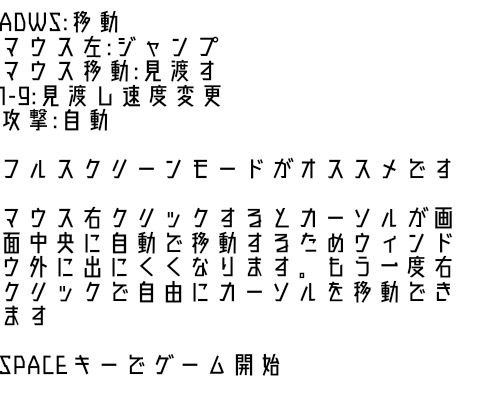 ADWS:移動
マウス左:ジャンプ
マウス移動:見渡す
1-9:見渡し速度変更
攻撃:自動
フルスクリーンモードがオススメです
マウス右クリックするとカーソルが画
面中央に自動で移動するためウィンド
ウ外に出にくくなります。もう一度右
クリックで自由にカーソルを移動でき
ます
SPACEキーでゲーム開始